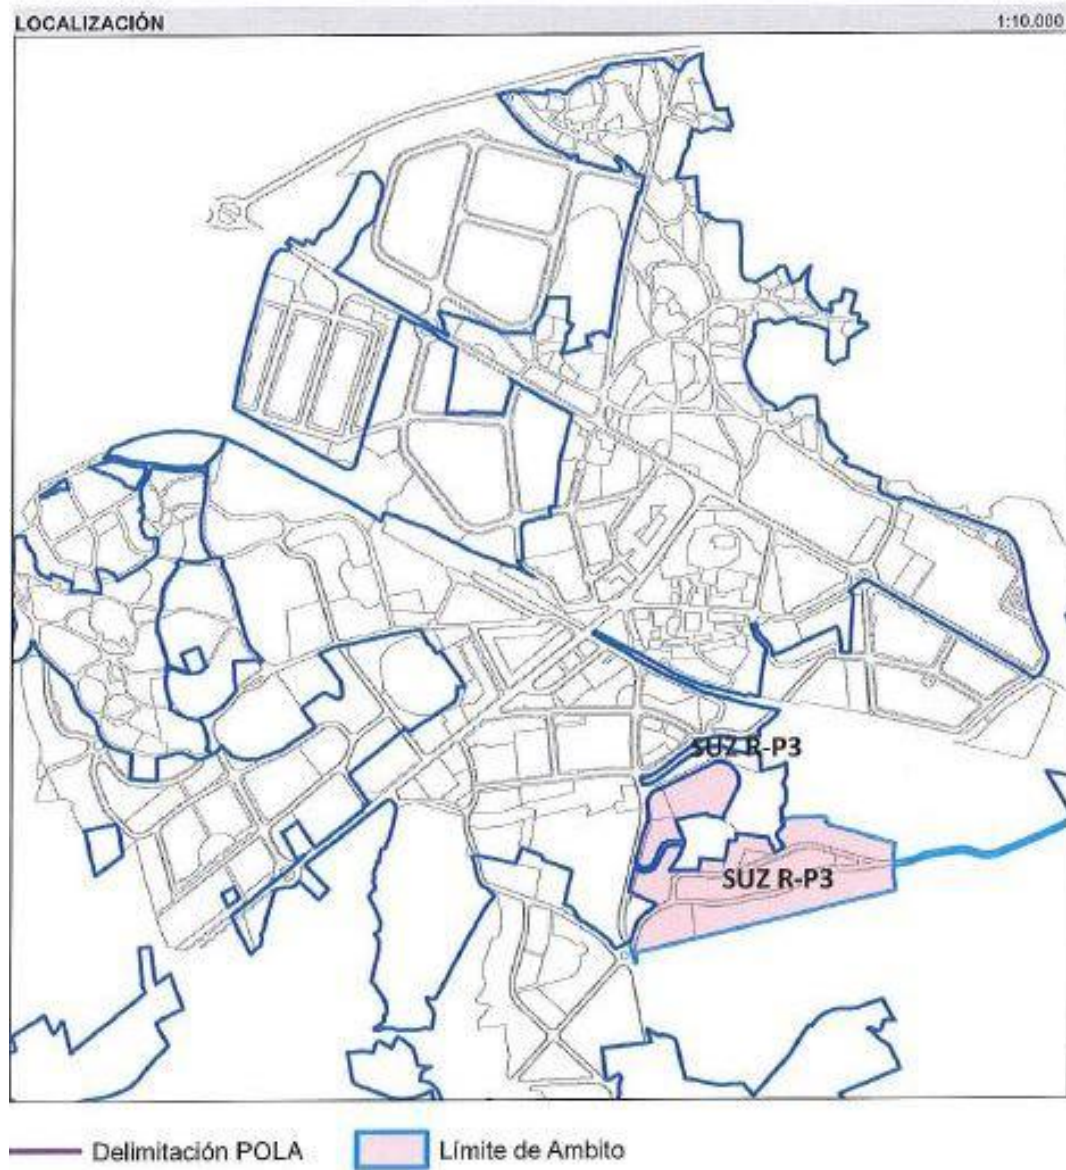 LOCALIZACIÓN 1:10.000
SUZ R-P3
SUZ R-P3
Delimitación POLA
Límite de Ambito